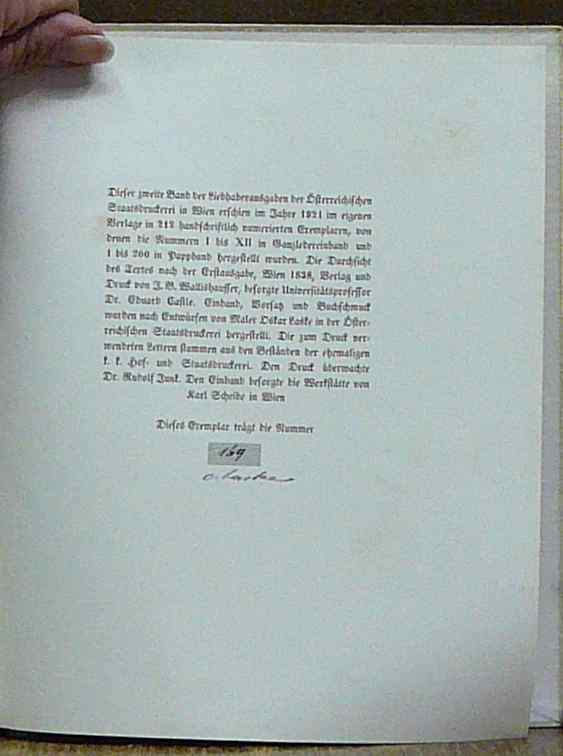 Dieser zweite Band der Liebhaberausgaben der Österreichischen
Staatsdruckerei in Wien erschien im Jahre 1921 im eigenen
Verlage in 212 handschriftlich numerierten Exemplaren, von
denen die Nummern I bis XII in Ganzledereinband und
1 bis 200 in Pappband hergestellt wurden. Die Durchsicht
des Textes nach der Erstausgabe, Wien 1838, Verlag und
Druck von J. B. Wallishausser, besorgte Universitätsprofessor
Dr. Eduard Castle. Einband, Vorsatz und Buchschmuck
wurden nach Entwürfen von Maler Oskar Laske in der Öster-
reichischen Staatsdruckerei hergestellt. Die zum Druck ver-
wendeten Lettern stammen aus den Beständen der ehemaligen
k. k. Hof- und Staatsdruckerei. Den Druck überwachte
Dr. Rudolf Junk. Den Einband besorgte die Werkstätte von
Karl Scheibe in Wien
Dieses Exemplar trägt die Nummer
189
OLaske